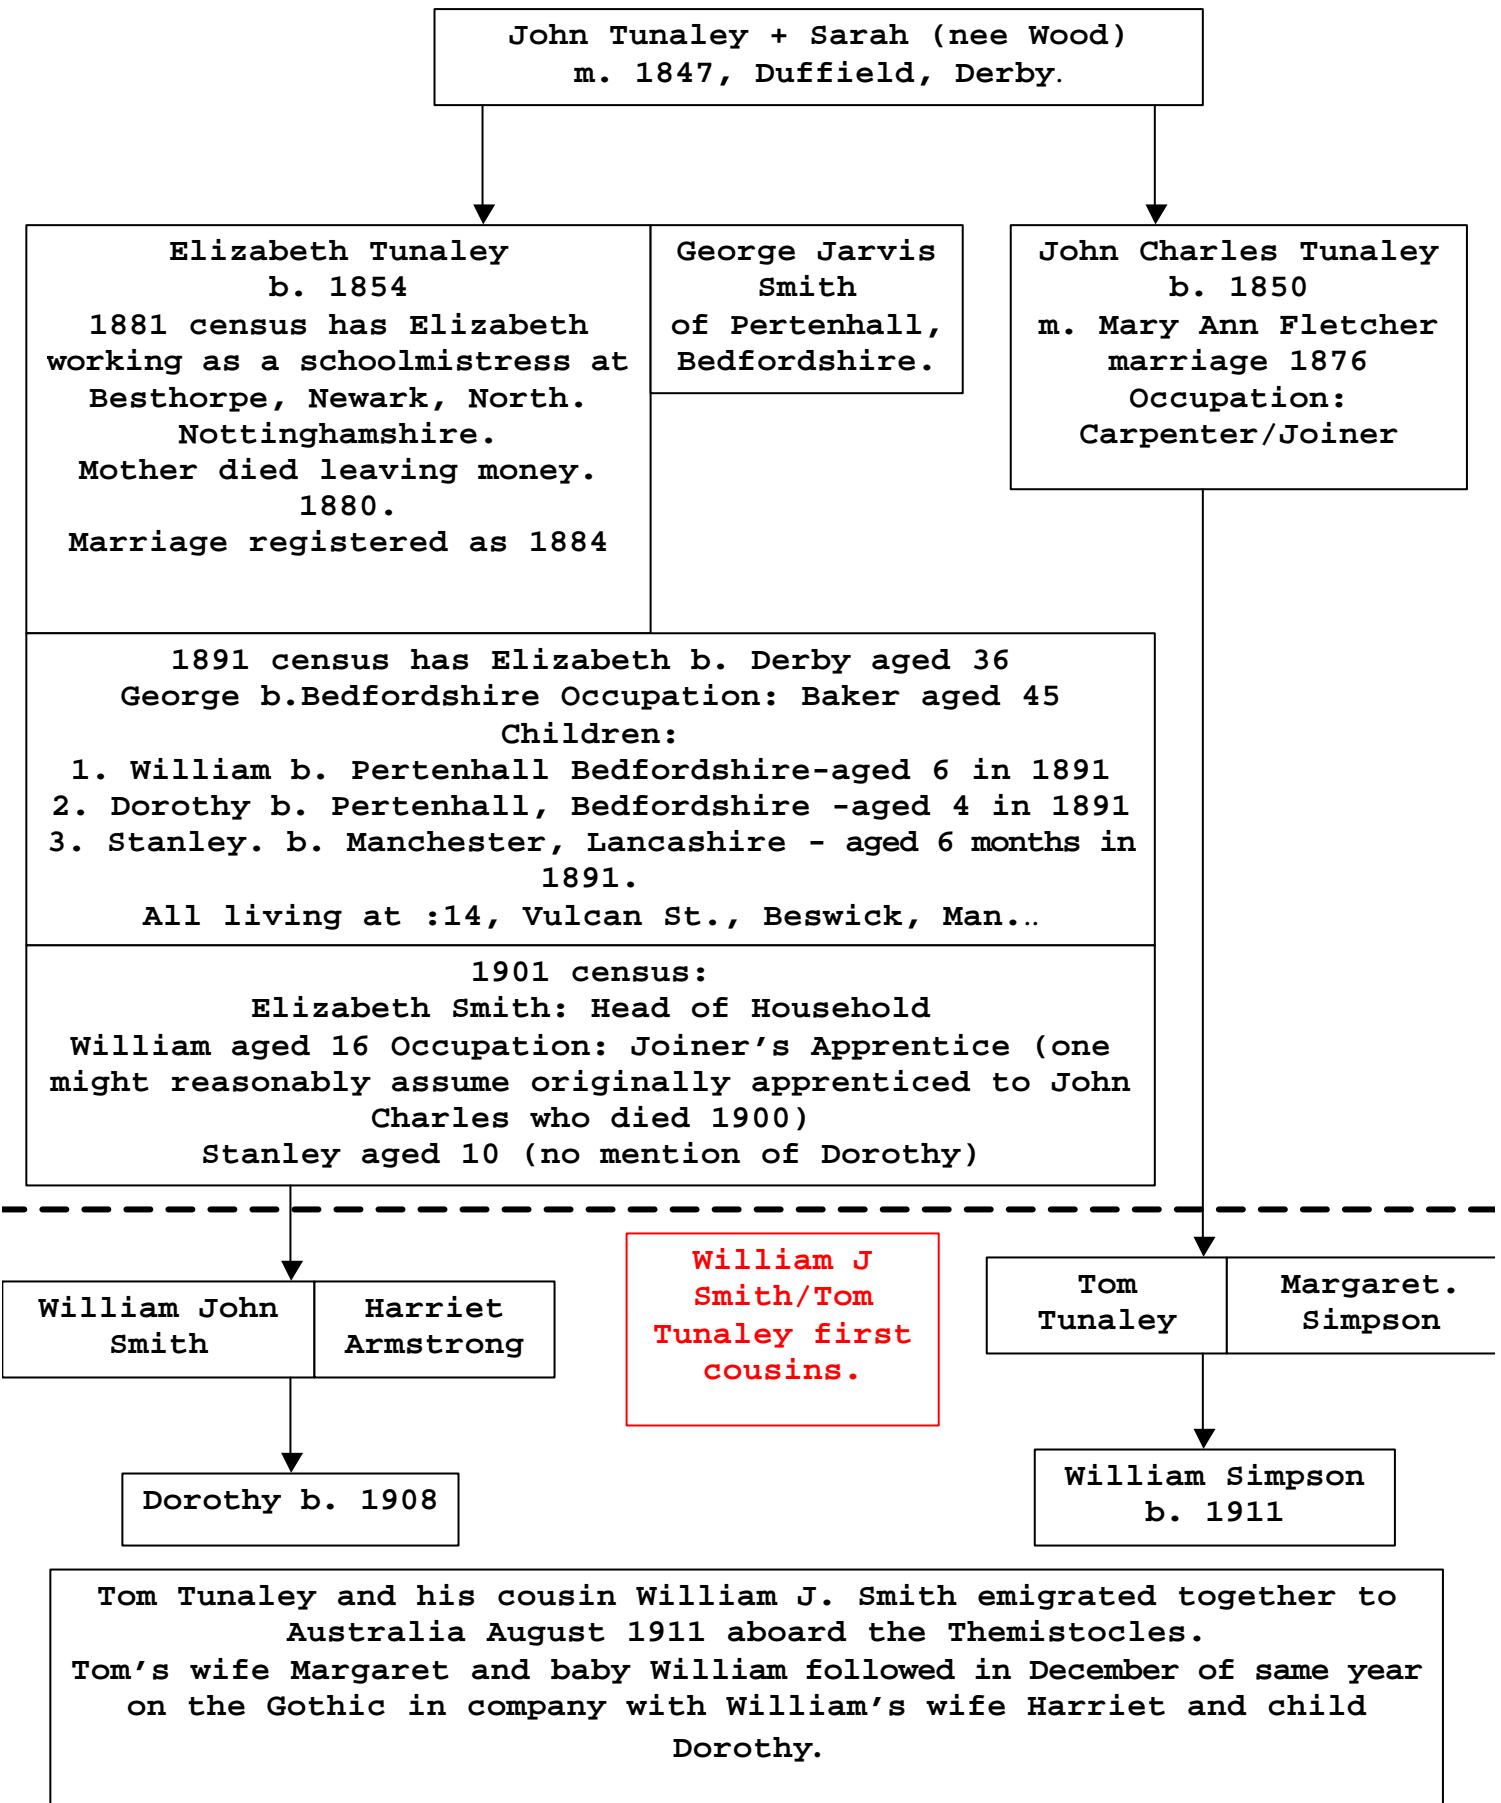 John Tunaley + Sarah (nee Wood)
m. 1847, Duffield, Derby.
Elizabeth Tunaley
b. 1854
1881 census has Elizabeth
working as a schoolmistress at
Besthorpe, Newark, North.
Nottinghamshire.
Mother died leaving money.
1880.
Marriage registered as 1884
George Jarvis
Smith
of Pertenhall,
Bedfordshire.
John Charles Tunaley
b. 1850
m. Mary Ann Fletcher
marriage 1876
Occupation:
Carpenter/Joiner
1891 census has Elizabeth b. Derby aged 36
George b.Bedfordshire Occupation: Baker aged 45
Children:
1. William b. Pertenhall Bedfordshire-aged 6 in 1891
2. Dorothy b. Pertenhall, Bedfordshire -aged 4 in 1891
3. Stanley. b. Manchester, Lancashire - aged 6 months in
1891.
All living at :14, Vulcan St., Beswick, Man...
1901 census:
Elizabeth Smith: Head of Household
William aged 16 Occupation: Joiner’s Apprentice (one
might reasonably assume originally apprenticed to John
Charles who died 1900)
Stanley aged 10 (no mention of Dorothy)
William John
Smith
Harriet
Armstrong
William J
Smith/Tom
Tunaley first
cousins.
Tom
Tunaley
Margaret.
Simpson
Dorothy b. 1908
William Simpson
b. 1911
Tom Tunaley and his cousin William J. Smith emigrated together to
Australia August 1911 aboard the Themistocles.
Tom’s wife Margaret and baby William followed in December of same year
on the Gothic in company with William’s wife Harriet and child
Dorothy.